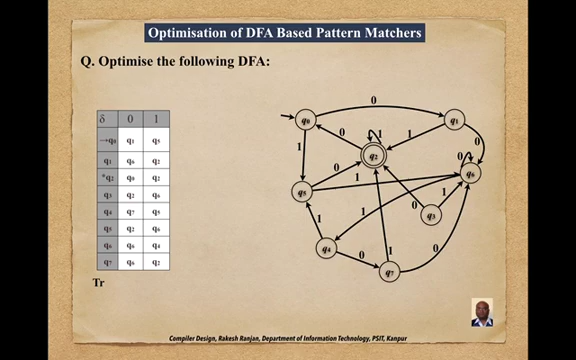 Optimisation of DFA Based Pattern Matchers
Q. Optimise the following DFA:
δ 0 1
→q₀ q₁ q₅
q₁ q₆ q₂
*q₂ q₀ q₂
q₃ q₂ q₆
q₄ q₇ q₅
q₅ q₂ q₆
q₆ q₆ q₄
q₇ q₆ q₂
Tr
0
q₀ q₁
0 1 1 0
1 q₂ 0
0 q₆
q₅ 1 1
1 0 q₃
1
q₄ 1 0
0 q₇
Compiler Design, Rakesh Ranjan, Department of Information Technology, PSIT, Kanpur